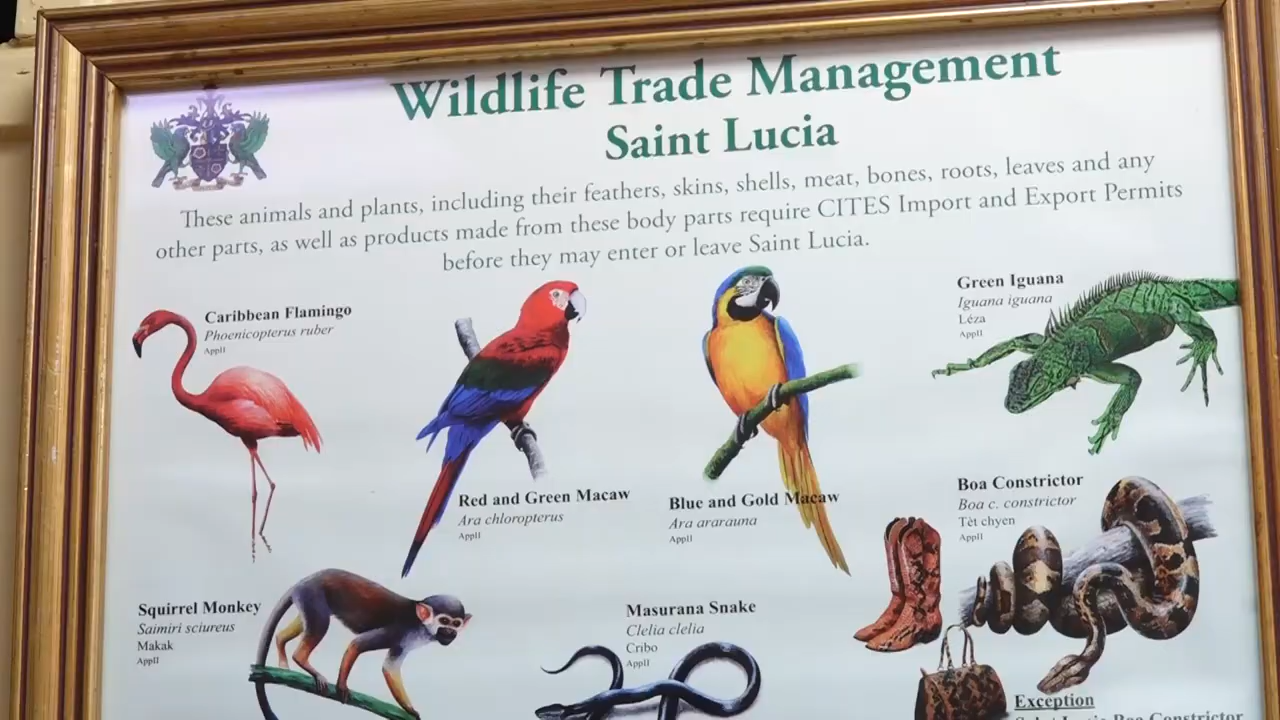 Wildlife Trade Management
Saint Lucia
These animals and plants, including their feathers, skins, shells, meat, bones, roots, leaves and any
other parts, as well as products made from these body parts require CITES Import and Export Permits
before they may enter or leave Saint Lucia.
Caribbean Flamingo
Phoenicopterus ruber
AppII
Red and Green Macaw
Ara chloropterus
AppII
Blue and Gold Macaw
Ara ararauna
AppII
Green Iguana
Iguana iguana
Léza
AppII
Boa Constrictor
Boa c. constrictor
Tèt chyen
AppII
Squirrel Monkey
Saimiri sciureus
Makak
AppII
Masurana Snake
Clelia clelia
Cribo
AppII
Exception
Boa Constrictor